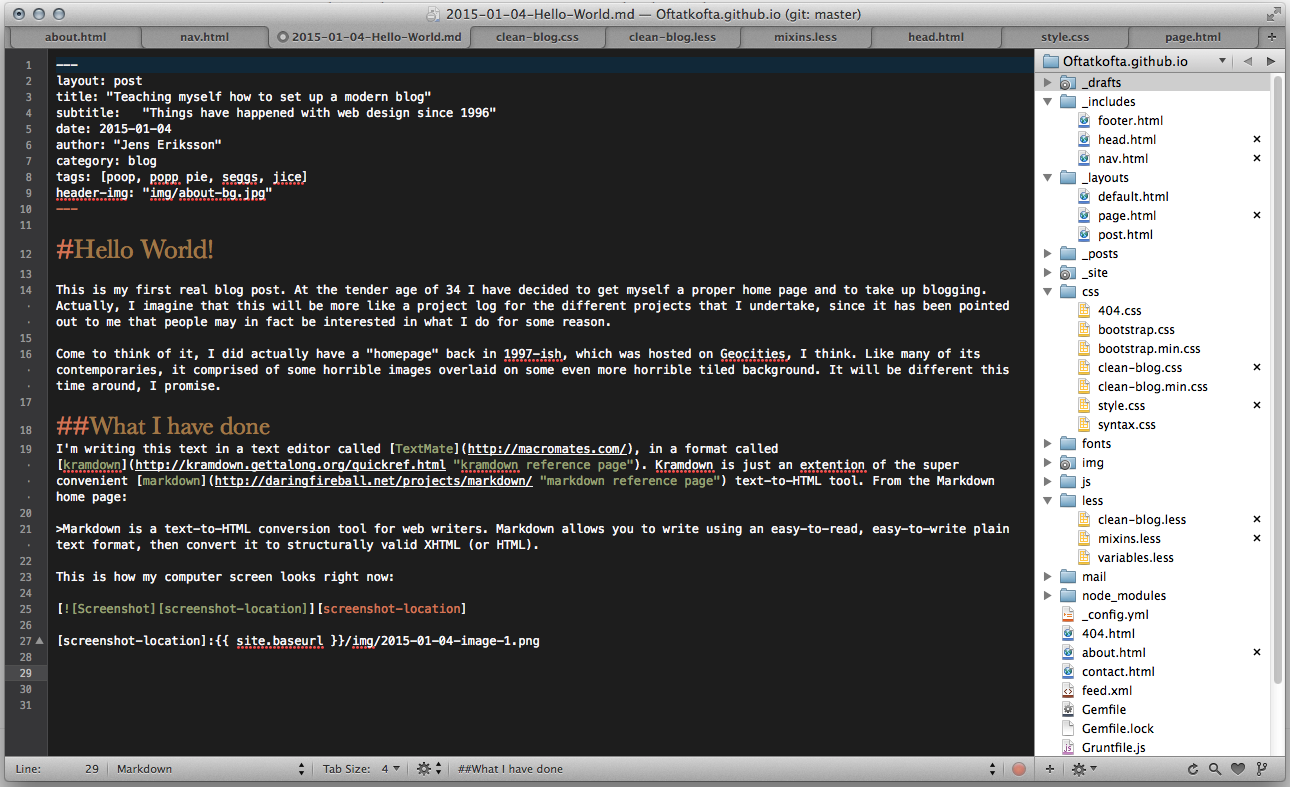 2015-01-04-Hello-World.md — Oftatkofta.github.io (git: master)
about.html
nav.html
2015-01-04-Hello-World.md
clean-blog.css
clean-blog.less
mixins.less
head.html
style.css
page.html
1 ---
2 layout: post
3 title: "Teaching myself how to set up a modern blog"
4 subtitle:   "Things have happened with web design since 1996"
5 date: 2015-01-04
6 author: "Jens Eriksson"
7 category: blog
8 tags: [poop, popp pie, seggs, jice]
9 header-img: "img/about-bg.jpg"
10 ---
11
12 #Hello World!
13
14 This is my first real blog post. At the tender age of 34 I have decided to get myself a proper home page and to take up blogging.
Actually, I imagine that this will be more like a project log for the different projects that I undertake, since it has been pointed
out to me that people may in fact be interested in what I do for some reason.
15
16 Come to think of it, I did actually have a "homepage" back in 1997-ish, which was hosted on Geocities, I think. Like many of its
contemporaries, it comprised of some horrible images overlaid on some even more horrible tiled background. It will be different this
time around, I promise.
17
18 ##What I have done
19 I'm writing this text in a text editor called [TextMate](http://macromates.com/), in a format called
[kramdown](http://kramdown.gettalong.org/quickref.html "kramdown reference page"). Kramdown is just an extention of the super
convenient [markdown](http://daringfireball.net/projects/markdown/ "markdown reference page") text-to-HTML tool. From the Markdown
home page:
20
21 >Markdown is a text-to-HTML conversion tool for web writers. Markdown allows you to write using an easy-to-read, easy-to-write plain
text format, then convert it to structurally valid XHTML (or HTML).
22
23 This is how my computer screen looks right now:
24
25 [![Screenshot][screenshot-location]][screenshot-location]
26
27 [screenshot-location]:{{ site.baseurl }}/img/2015-01-04-image-1.png
28
29
30
31
Oftatkofta.github.io
_drafts
_includes
footer.html
head.html
nav.html
_layouts
default.html
page.html
post.html
_posts
_site
css
404.css
bootstrap.css
bootstrap.min.css
clean-blog.css
clean-blog.min.css
style.css
syntax.css
fonts
img
js
less
clean-blog.less
mixins.less
variables.less
mail
node_modules
_config.yml
404.html
about.html
contact.html
feed.xml
Gemfile
Gemfile.lock
Gruntfile.js
Line: 29 Markdown Tab Size: 4 ##What I have done